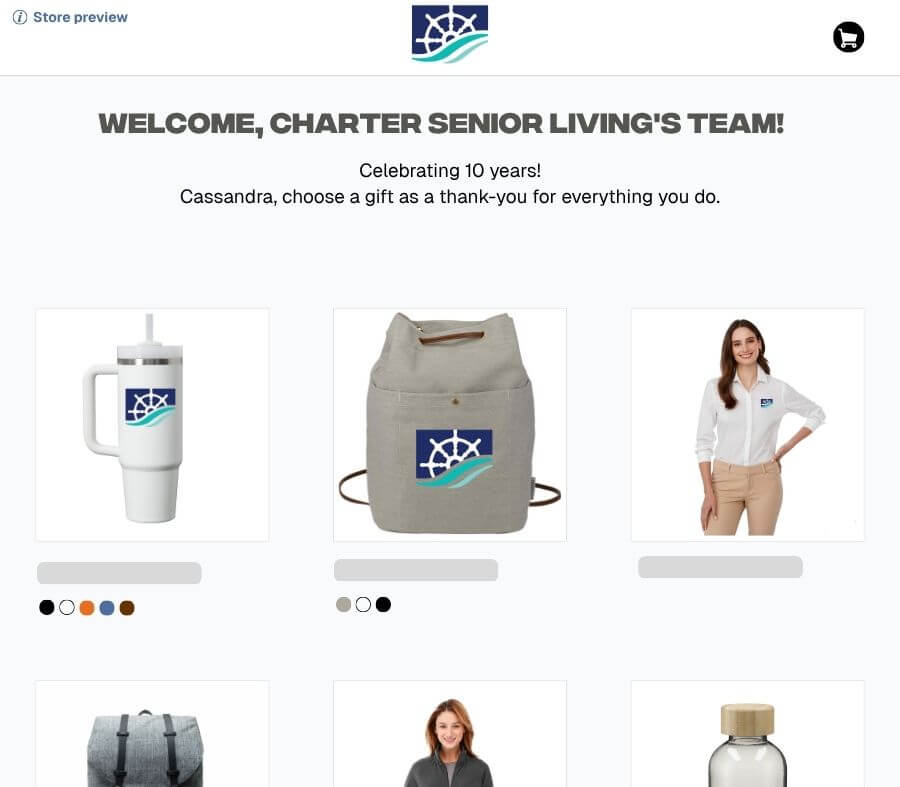 Store preview
WELCOME, CHARTER SENIOR LIVING'S TEAM!
Celebrating 10 years!
Cassandra, choose a gift as a thank-you for everything you do.